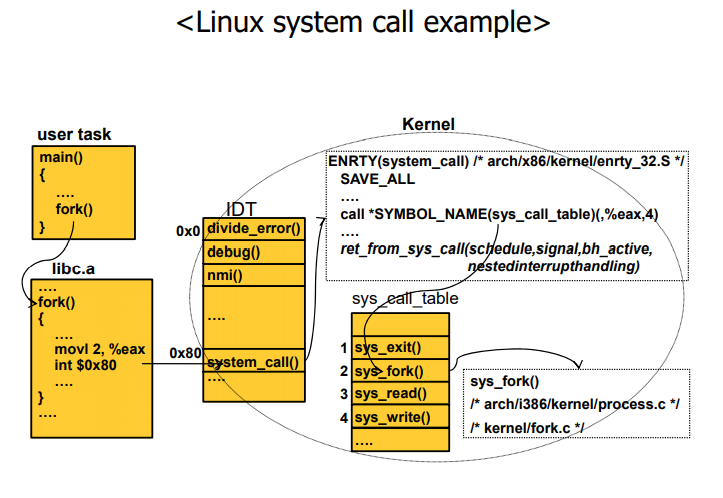 <Linux system call example>
user task
main()
{
....
fork()
}
libc.a
....
fork()
{
....
movl 2, %eax
int $0x80
....
}
....
IDT
0x0 divide_error()
debug()
nmi()
....
0x80 system_call()
....
Kernel
ENRTY(system_call) /* arch/x86/kernel/enrty_32.S */
SAVE_ALL
....
call *SYMBOL_NAME(sys_call_table)(,%eax,4)
....
ret_from_sys_call(schedule,signal,bh_active,
nestedinterrupthandling)
sys_call_table
1 sys_exit()
2 sys_fork()
3 sys_read()
4 sys_write()
....
sys_fork()
/* arch/i386/kernel/process.c */
/* kernel/fork.c */